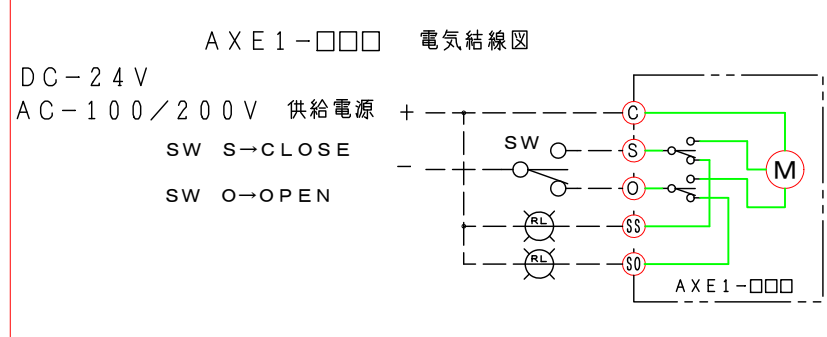 AXE1-□□□ 電気結線図
DC-24V
AC-100/200V 供給電源 +
-
SW S→CLOSE
SW O→OPEN
SW
C
S
O
M
RL
SS
RL
SO
AXE1-□□□